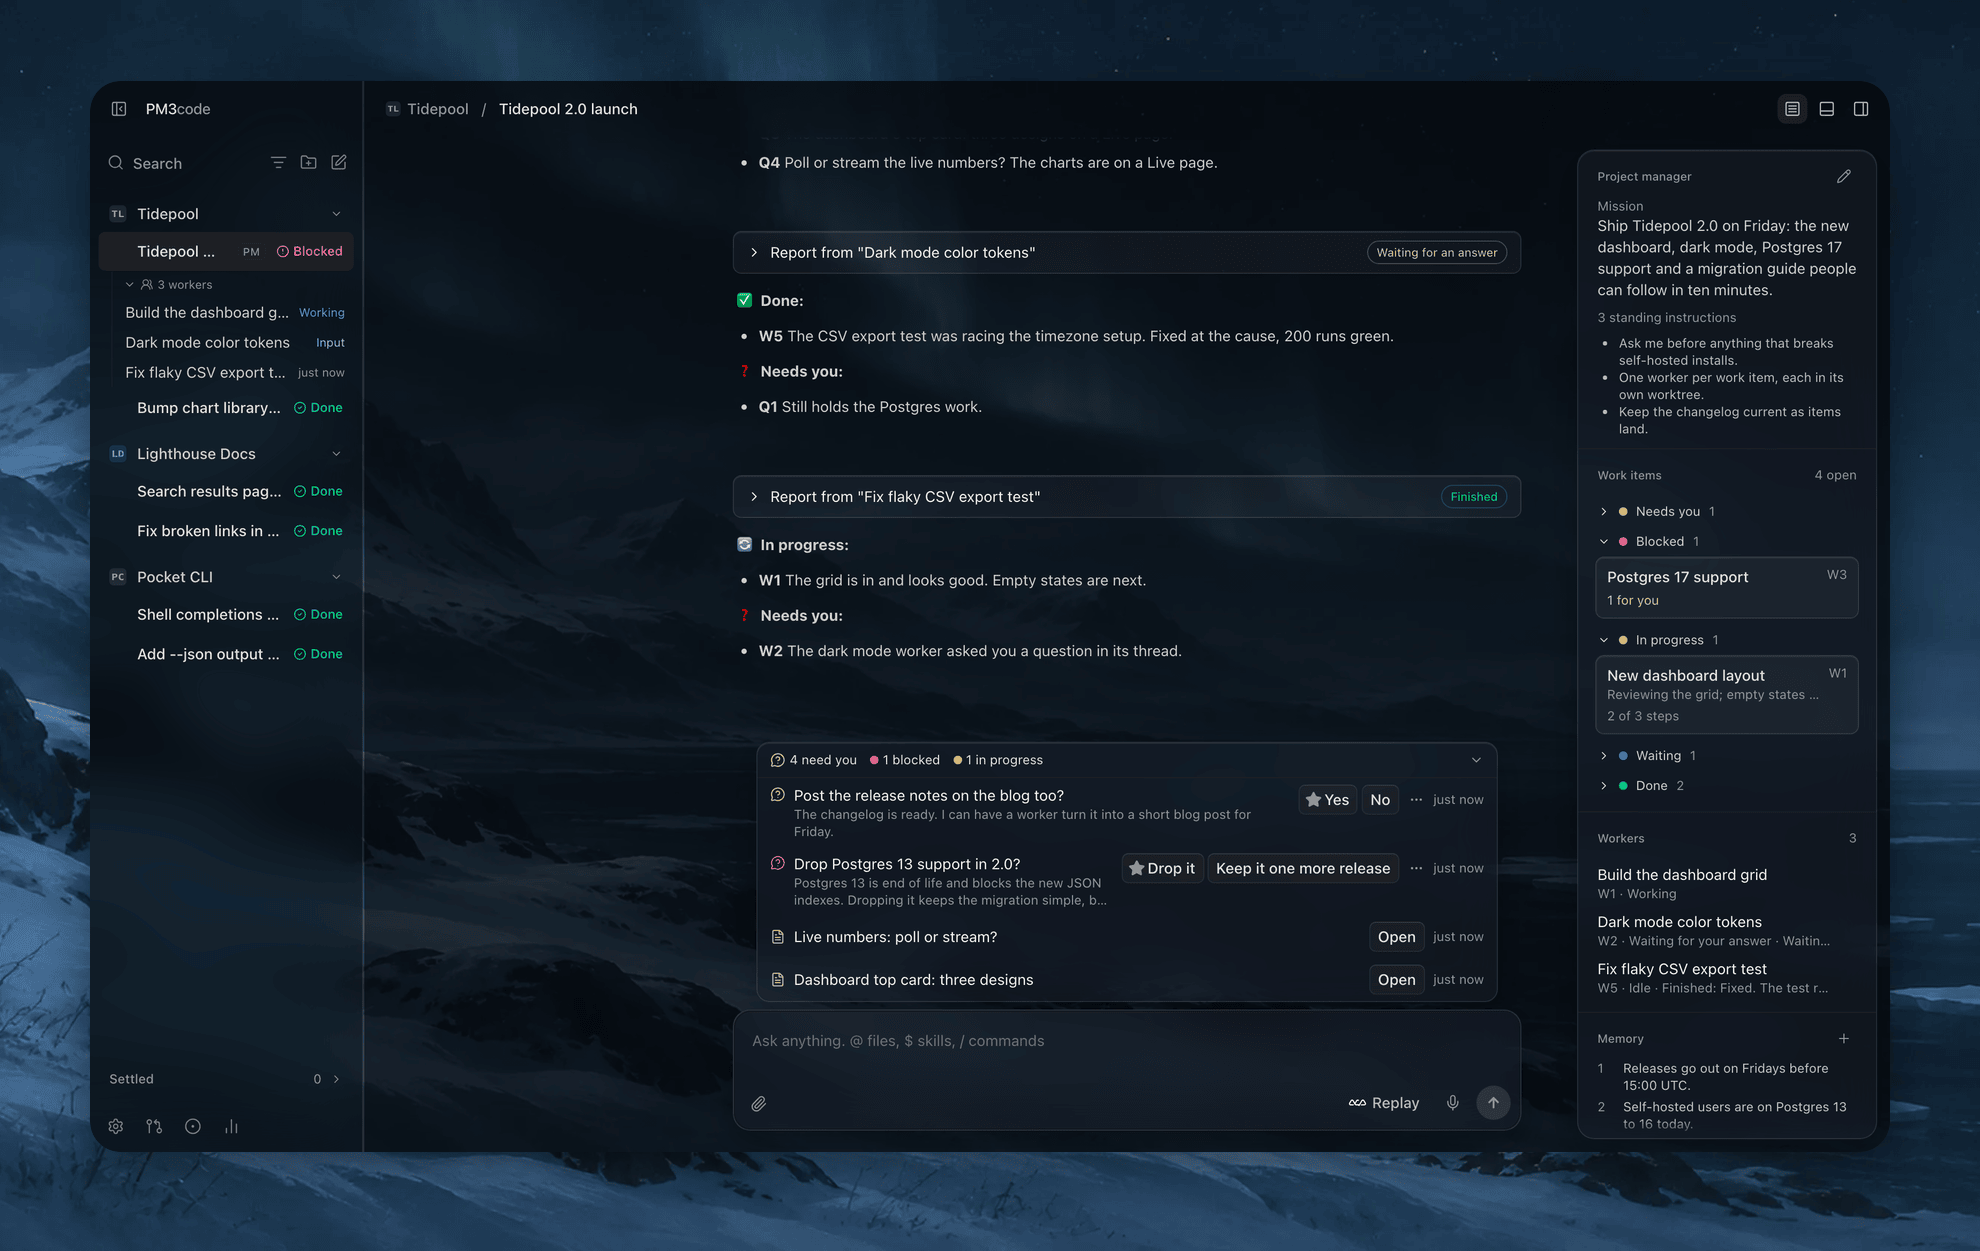 PM3code
Search
TL Tidepool
Tidepool ... PM Blocked
3 workers
Build the dashboard g... Working
Dark mode color tokens Input
Fix flaky CSV export t... just now
Bump chart library... Done
LD Lighthouse Docs
Search results pag... Done
Fix broken links in ... Done
PC Pocket CLI
Shell completions ... Done
Add --json output ... Done
Settled 0
TL Tidepool / Tidepool 2.0 launch
Q4 Poll or stream the live numbers? The charts are on a Live page.
Report from "Dark mode color tokens" Waiting for an answer
Done:
W5 The CSV export test was racing the timezone setup. Fixed at the cause, 200 runs green.
Needs you:
Q1 Still holds the Postgres work.
Report from "Fix flaky CSV export test" Finished
In progress:
W1 The grid is in and looks good. Empty states are next.
Needs you:
W2 The dark mode worker asked you a question in its thread.
4 need you 1 blocked 1 in progress
Post the release notes on the blog too? Yes No ... just now
The changelog is ready. I can have a worker turn it into a short blog post for
Friday.
Drop Postgres 13 support in 2.0? Drop it Keep it one more release ... just now
Postgres 13 is end of life and blocks the new JSON
indexes. Dropping it keeps the migration simple, b...
Live numbers: poll or stream? Open just now
Dashboard top card: three designs Open just now
Ask anything. @ files, $ skills, / commands
Replay
Project manager
Mission
Ship Tidepool 2.0 on Friday: the new
dashboard, dark mode, Postgres 17
support and a migration guide people
can follow in ten minutes.
3 standing instructions
Ask me before anything that breaks
self-hosted installs.
One worker per work item, each in its
own worktree.
Keep the changelog current as items
land.
Work items 4 open
Needs you 1
Blocked 1
Postgres 17 support W3
1 for you
In progress 1
New dashboard layout W1
Reviewing the grid; empty states ...
2 of 3 steps
Waiting 1
Done 2
Workers 3
Build the dashboard grid
W1 · Working
Dark mode color tokens
W2 · Waiting for your answer · Waitin...
Fix flaky CSV export test
W5 · Idle · Finished: Fixed. The test r...
Memory
1 Releases go out on Fridays before
15:00 UTC.
2 Self-hosted users are on Postgres 13
to 16 today.